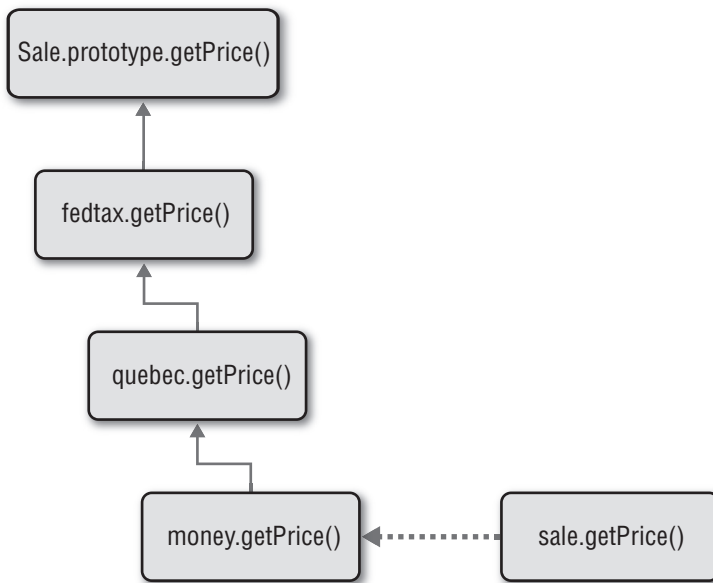 Sale.prototype.getPrice()
fedtax.getPrice()
quebec.getPrice()
money.getPrice()
sale.getPrice()